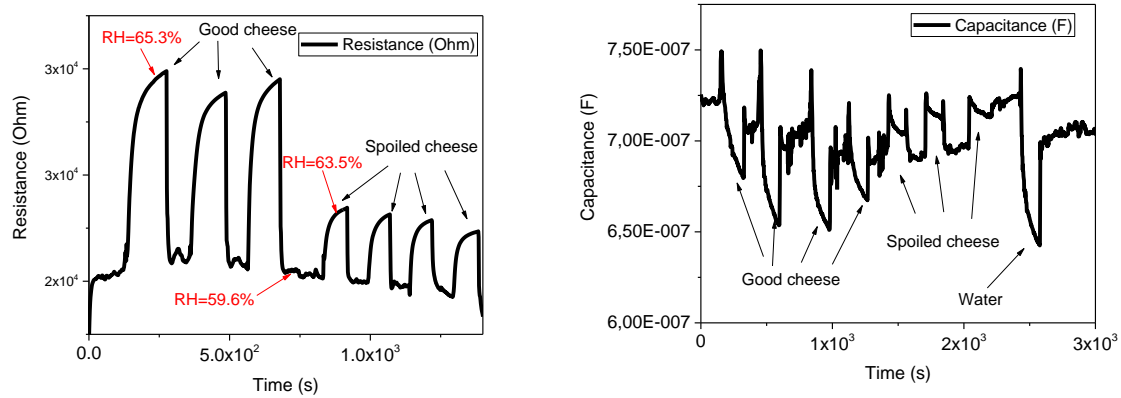 RH=65.3%
Good cheese
Resistance (Ohm)
Spoiled cheese
RH=63.5%
RH=59.6%
3x10⁴
3x10⁴
2x10⁴
Resistance (Ohm)
0.0
5.0x10²
1.0x10³
Time (s)
Capacitance (F)
7,50E-007
7,00E-007
6,50E-007
6,00E-007
Capacitance (F)
Good cheese
Spoiled cheese
Water
0
1x10³
2x10³
3x10³
Time (s)